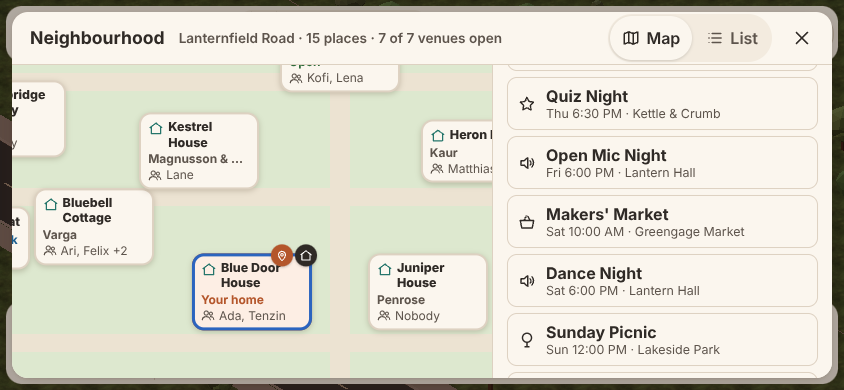 Neighbourhood
Lanternfield Road · 15 places · 7 of 7 venues open
Map
List
Kofi, Lena
Kestrel
House
Magnusson & ...
Lane
Heron
Kaur
Matthias
Bluebell
Cottage
Varga
Ari, Felix +2
Blue Door
House
Your home
Ada, Tenzin
Juniper
House
Penrose
Nobody
Quiz Night
Thu 6:30 PM · Kettle & Crumb
Open Mic Night
Fri 6:00 PM · Lantern Hall
Makers' Market
Sat 10:00 AM · Greengage Market
Dance Night
Sat 6:00 PM · Lantern Hall
Sunday Picnic
Sun 12:00 PM · Lakeside Park